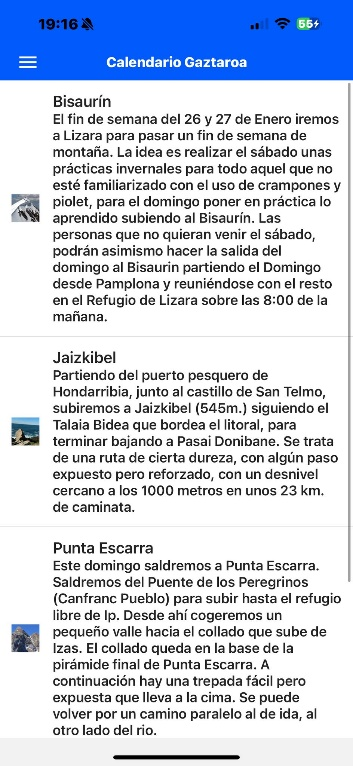 19:16
55
Calendario Gaztaroa
Bisaurín
El fin de semana del 26 y 27 de Enero iremos
a Lizara para pasar un fin de semana de
montaña. La idea es realizar el sábado unas
prácticas invernales para todo aquel que no
esté familiarizado con el uso de crampones y
piolet, para el domingo poner en práctica lo
aprendido subiendo al Bisaurín. Las
personas que no quieran venir el sábado,
podrán asimismo hacer la salida del
domingo al Bisaurin partiendo el Domingo
desde Pamplona y reuniéndose con el resto
en el Refugio de Lizara sobre las 8:00 de la
mañana.
Jaizkibel
Partiendo del puerto pesquero de
Hondarribia, junto al castillo de San Telmo,
subiremos a Jaizkibel (545m.) siguiendo el
Talaia Bidea que bordea el litoral, para
terminar bajando a Pasai Donibane. Se trata
de una ruta de cierta dureza, con algún paso
expuesto pero reforzado, con un desnivel
cercano a los 1000 metros en unos 23 km.
de caminata.
Punta Escarra
Este domingo saldremos a Punta Escarra.
Saldremos del Puente de los Peregrinos
(Canfranc Pueblo) para subir hasta el refugio
libre de Ip. Desde ahí cogeremos un
pequeño valle hacia el collado que sube de
Izas. El collado queda en la base de la
pirámide final de Punta Escarra. A
continuación hay una trepada fácil pero
expuesta que lleva a la cima. Se puede
volver por un camino paralelo al de ida, al
otro lado del rio.